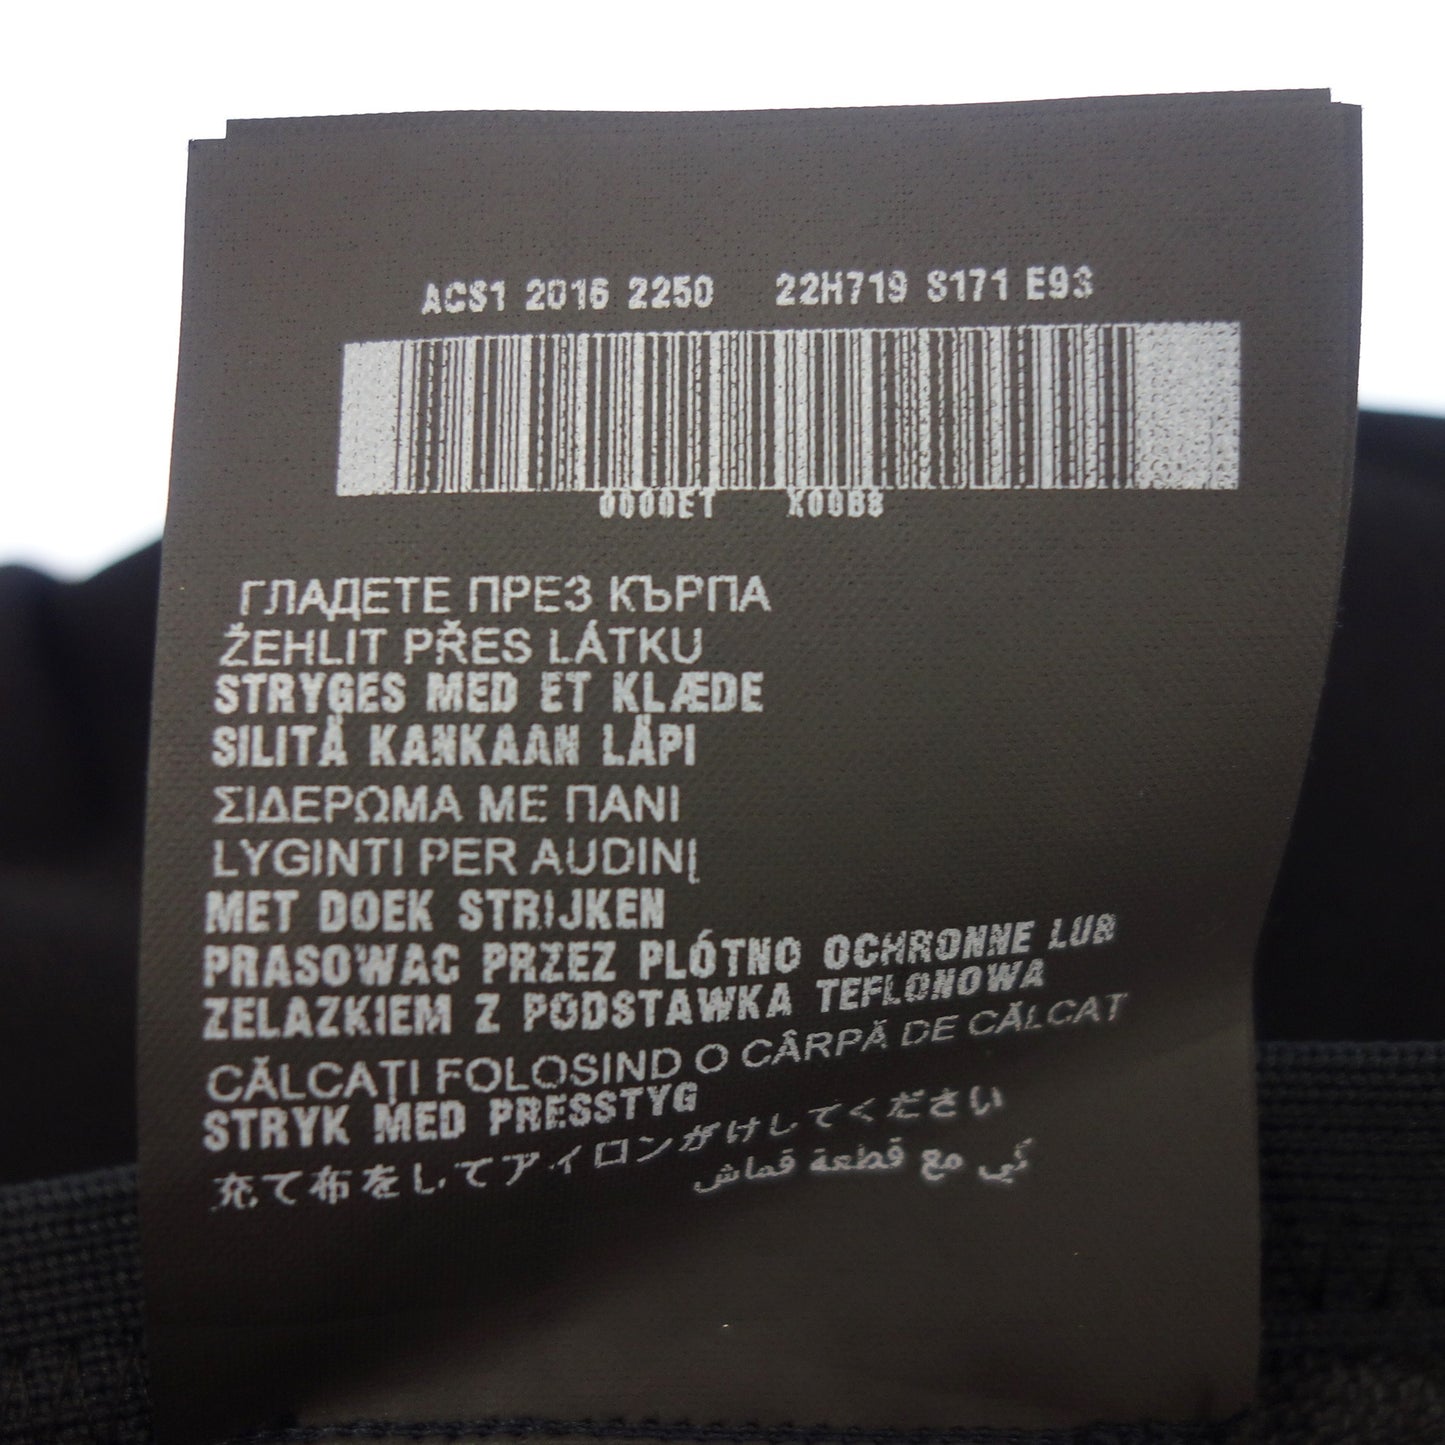 ACS1 2016 2250 22H719 S171 E93
0000ET X00B8
ГЛАДЕТЕ ПРЕЗ КЪРПА
ŽEHLIT PŘES LÁTKU
STRYGES MED ET KLÆDE
SILITÄ KANKAAN LÄPI
ΣΙΔΕΡΩΜΑ ΜΕ ΠΑΝΙ
LYGINTI PER AUDINĮ
MET DOEK STRIJKEN
PRASOWAC PRZEZ PLÓTNO OCHRONNE LUB
ZELAZKIEM Z PODSTAWKA TEFLONOWA
CĂLCAȚI FOLOSIND O CÂRPĂ DE CĂLCAT
STRYK MED PRESSTYG
充て布をしてアイロンがけしてください
كي مع قطعة قماش